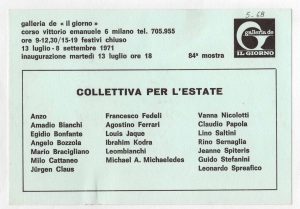 galleria de « il giorno »
corso vittorio emanuele 6 milano tel. 705.955
ore 9-12,30/15-19 festivi chiuso
13 luglio - 8 settembre 1971
inaugurazione martedì 13 luglio ore 18
84ª mostra
5-68
galleria de
G
IL GIORNO
COLLETTIVA PER L'ESTATE
Anzo
Amadio Bianchi
Egidio Bonfante
Angelo Bozzola
Mario Bracigliano
Milo Cattaneo
Jürgen Claus
Francesco Fedeli
Agostino Ferrari
Louis Jaque
Ibrahim Kodra
Leombianchi
Michael A. Michaeledes
Vanna Nicolotti
Claudio Papola
Lino Saltini
Rino Sernaglia
Jeanne Spiteris
Guido Stefanini
Leonardo Spreafico